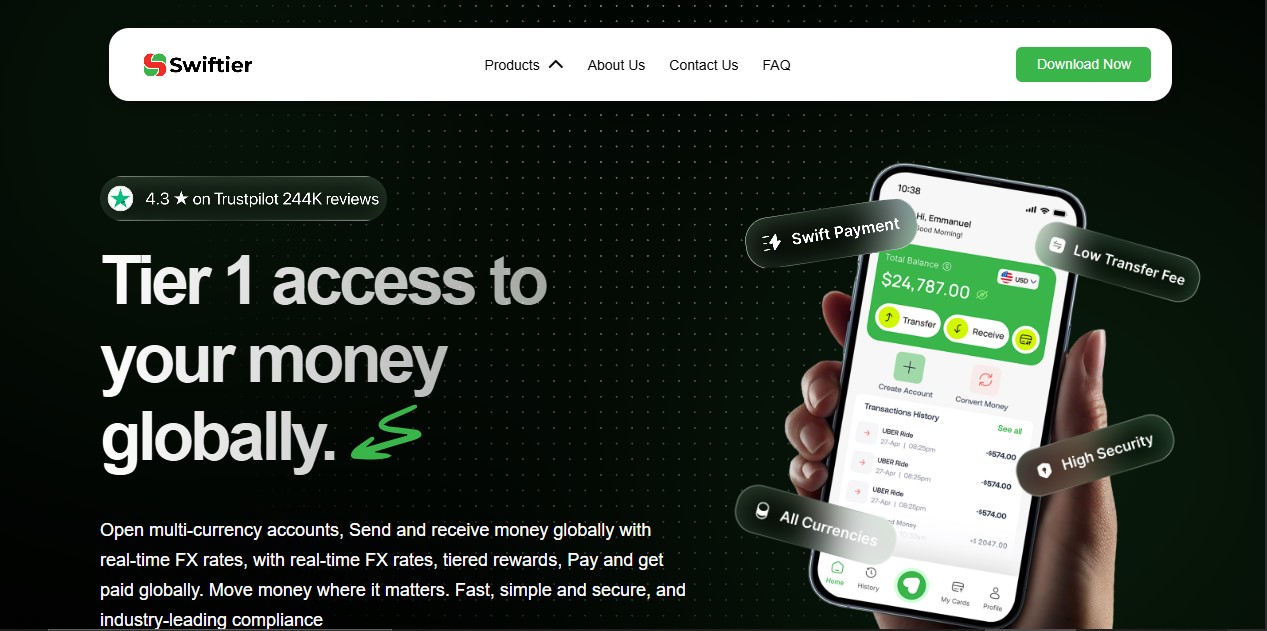 Swiftier
Products
About Us
Contact Us
FAQ
Download Now
4.3 ★ on Trustpilot 244K reviews
Tier 1 access to
your money
globally.
Open multi-currency accounts, Send and receive money globally with
real-time FX rates, with real-time FX rates, tiered rewards, Pay and get
paid globally. Move money where it matters. Fast, simple and secure, and
industry-leading compliance
10:38
Swift Payment
Hi, Emmanuel
Morning!
Low Transfer Fee
Total Balance
USD
$24,787.00
Transfer
Receive
Create Account
Convert Money
Transactions History
See all
UBER Ride
27-Apr | 08:25pm
-$574.00
UBER Ride
27-Apr | 08:25pm
-$574.00
UBER Ride
27-Apr | 08:25pm
-$574.00
High Security
All Currencies
Money
Home
History
My Cards
Profile